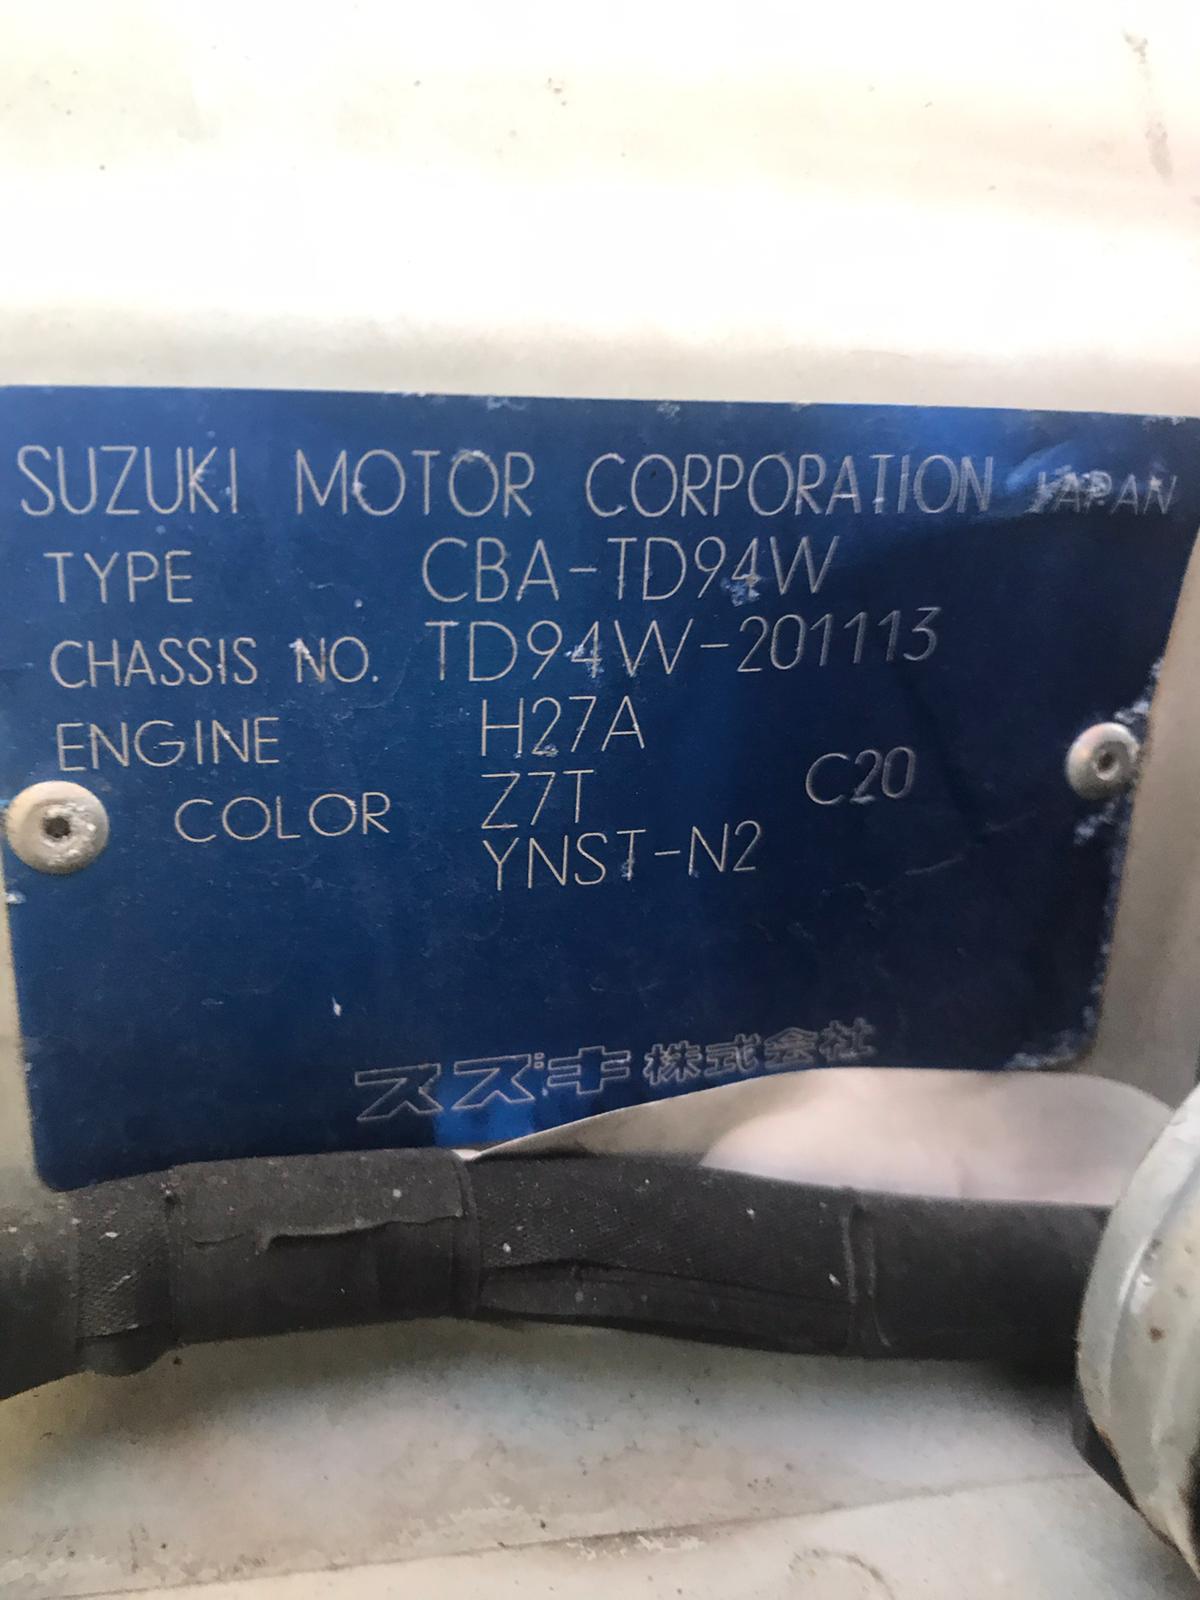 SUZUKI MOTOR CORPORATION JAPAN
TYPE CBA-TD94W
CHASSIS NO. TD94W-201113
ENGINE H27A
COLOR Z7T C20
YNST-N2
スズキ株式会社